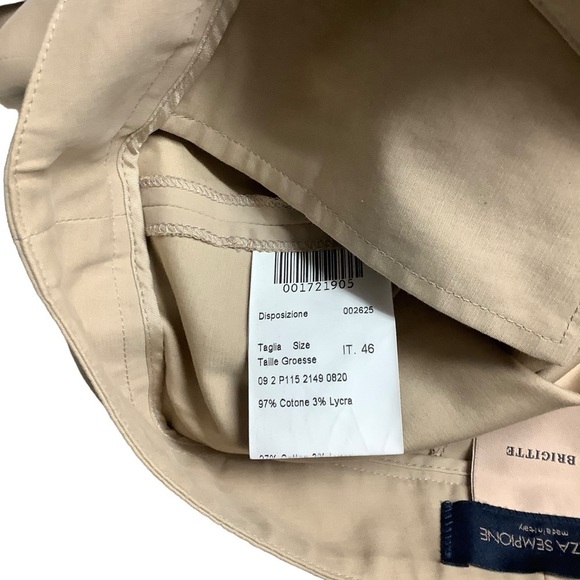 001721905
Disposizione 002625
Taglia Size
Taille Groesse IT. 46
09 2 P115 2149 0820
97% Cotone 3% Lycra
BRIGITTE
ZZA SEMPIONE
made in Italy